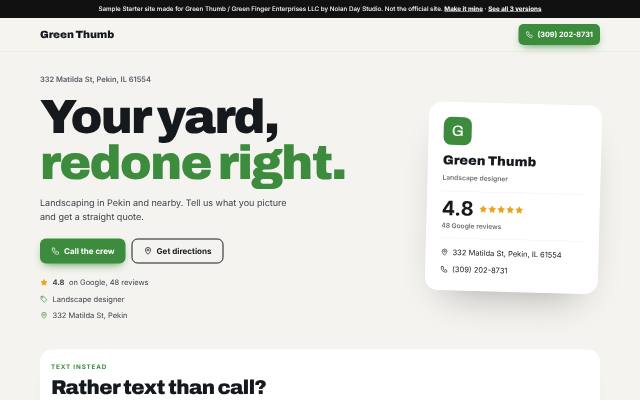 Sample Starter site made for Green Thumb / Green Finger Enterprises LLC by Nolan Day Studio. Not the official site. Make it mine · See all 3 versions
Green Thumb
(309) 202-8731
332 Matilda St, Pekin, IL 61554
Your yard,
redone right.
Landscaping in Pekin and nearby. Tell us what you picture
and get a straight quote.
Call the crew
Get directions
4.8 on Google, 48 reviews
Landscape designer
332 Matilda St, Pekin
G
Green Thumb
Landscape designer
4.8
48 Google reviews
332 Matilda St, Pekin, IL 61554
(309) 202-8731
TEXT INSTEAD
Rather text than call?